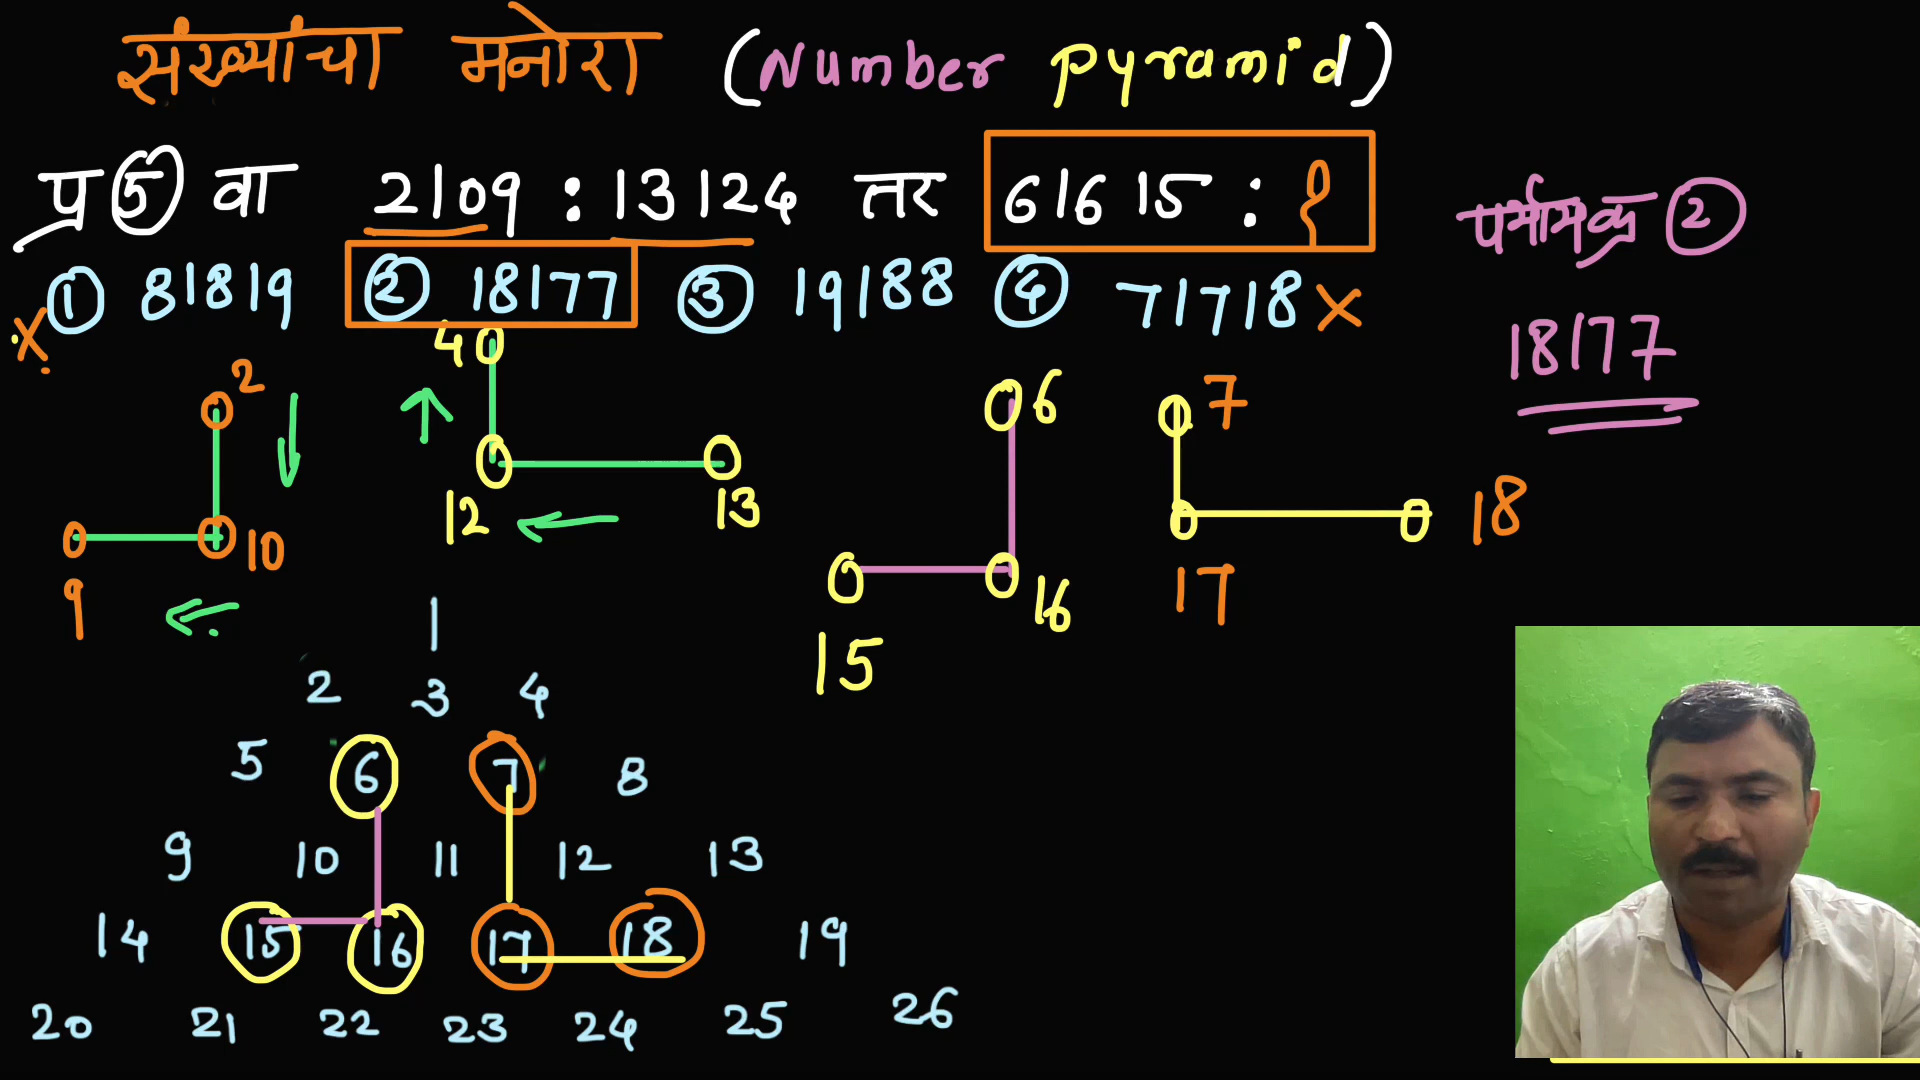 संख्यांचा मनोरा (Number pyramid)
प्र 5 वा 2109 : 13124 तर 61615 : ?
1 81819 2 18177 3 19188 4 71718 x
x
पर्याय क्र 2
18177
2
10
9
4
12
13
6
16
15
7
17
18
1
2 3 4
5 6 7 8
9 10 11 12 13
14 15 16 17 18 19
20 21 22 23 24 25 26